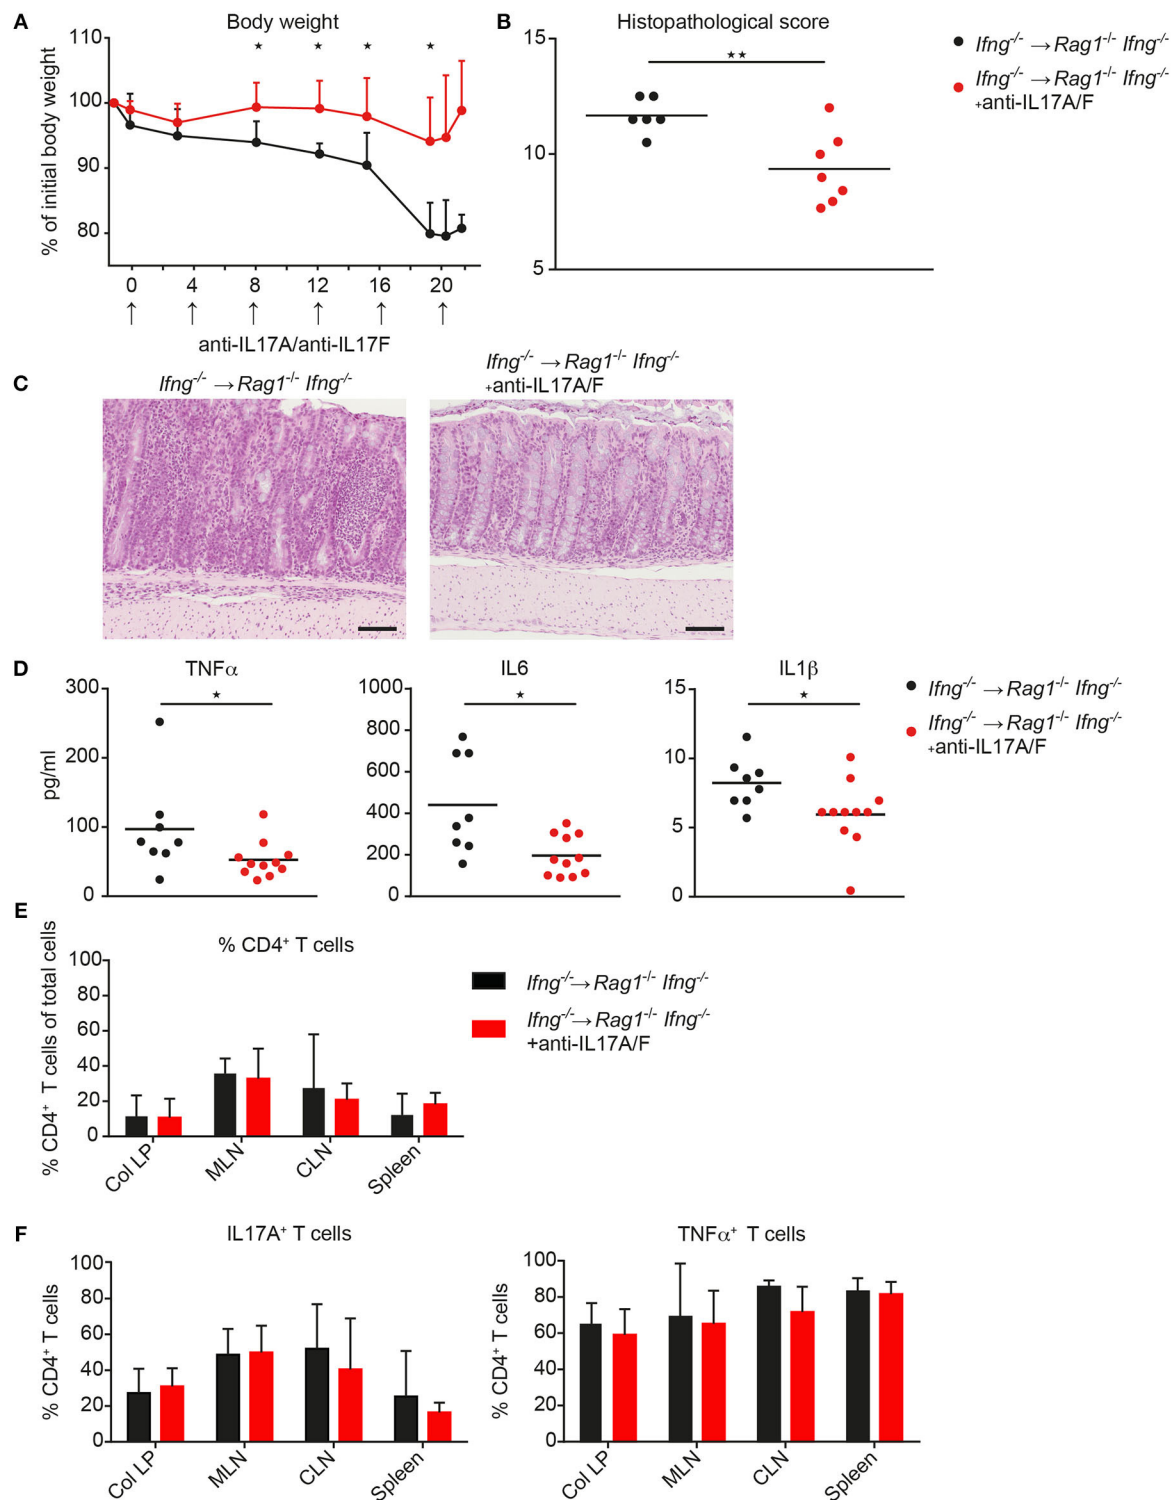 A
Body weight
★ ★ ★ ★
% of initial body weight
110
100
90
80
0 4 8 12 16 20
↑ ↑ ↑ ↑ ↑ ↑
anti-IL17A/anti-IL17F
B
Histopathological score
★★
15
10
5
Ifng-/- → Rag1-/- Ifng-/-
Ifng-/- → Rag1-/- Ifng-/-
+anti-IL17A/F
C
Ifng-/- → Rag1-/- Ifng-/-
Ifng-/- → Rag1-/- Ifng-/-
+anti-IL17A/F
D
TNFα
★
pg/ml
300
200
100
0
IL6
★
1000
800
600
400
200
0
IL1β
★
15
10
5
0
Ifng-/- → Rag1-/- Ifng-/-
Ifng-/- → Rag1-/- Ifng-/-
+anti-IL17A/F
E
% CD4+ T cells
% CD4+ T cells of total cells
100
80
60
40
20
0
Col LP MLN CLN Spleen
Ifng-/- → Rag1-/- Ifng-/-
Ifng-/- → Rag1-/- Ifng-/-
+anti-IL17A/F
F
IL17A+ T cells
% CD4+ T cells
100
80
60
40
20
0
Col LP MLN CLN Spleen
TNFα+ T cells
% CD4+ T cells
100
80
60
40
20
0
Col LP MLN CLN Spleen